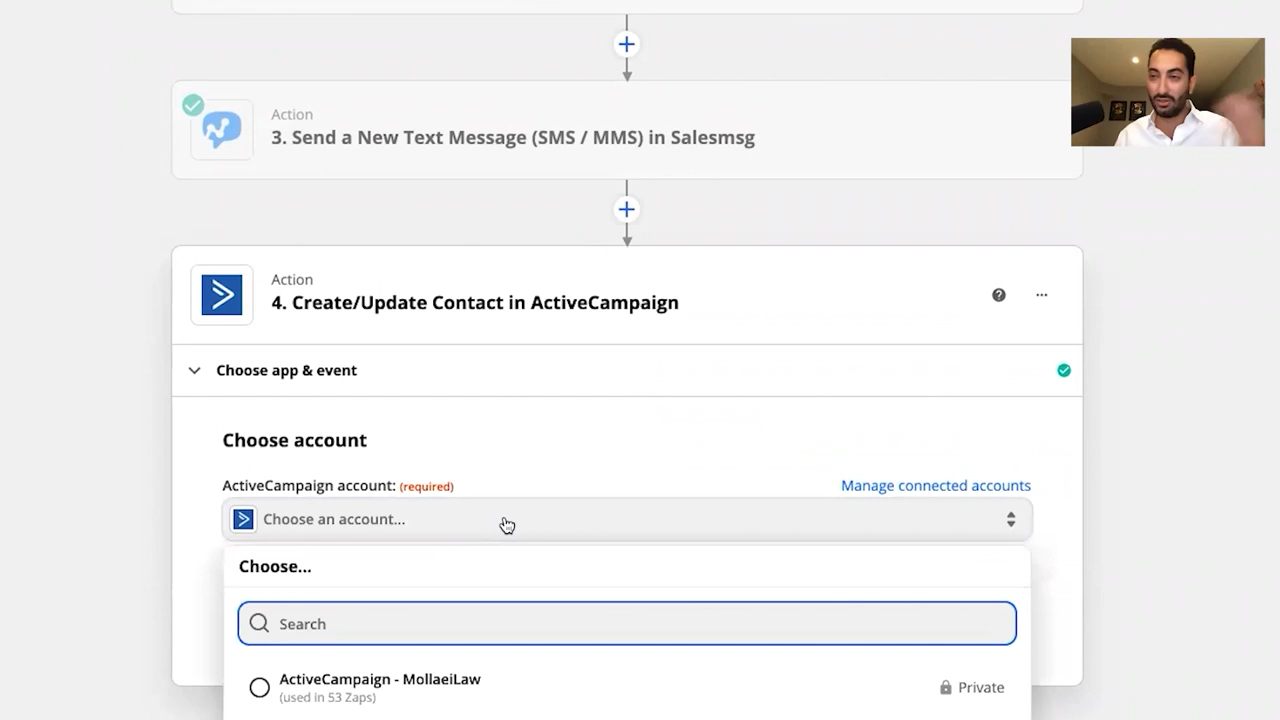 Action
3. Send a New Text Message (SMS / MMS) in Salesmsg
Action
4. Create/Update Contact in ActiveCampaign
Choose app & event
Choose account
ActiveCampaign account: (required)
Manage connected accounts
Choose an account...
Choose...
Search
ActiveCampaign - MollaeiLaw
(used in 53 Zaps)
Private